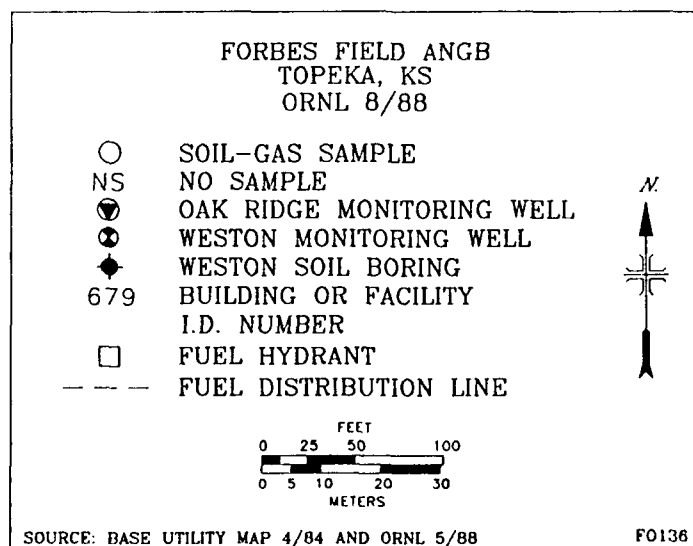 FORBES FIELD ANGB
TOPEKA, KS
ORNL 8/88
SOIL-GAS SAMPLE
NS NO SAMPLE
N.
OAK RIDGE MONITORING WELL
WESTON MONITORING WELL
WESTON SOIL BORING
679 BUILDING OR FACILITY
I.D. NUMBER
FUEL HYDRANT
FUEL DISTRIBUTION LINE
FEET
0 25 50 100
0 5 10 20 30
METERS
SOURCE: BASE UTILITY MAP 4/84 AND ORNL 5/88 FO136